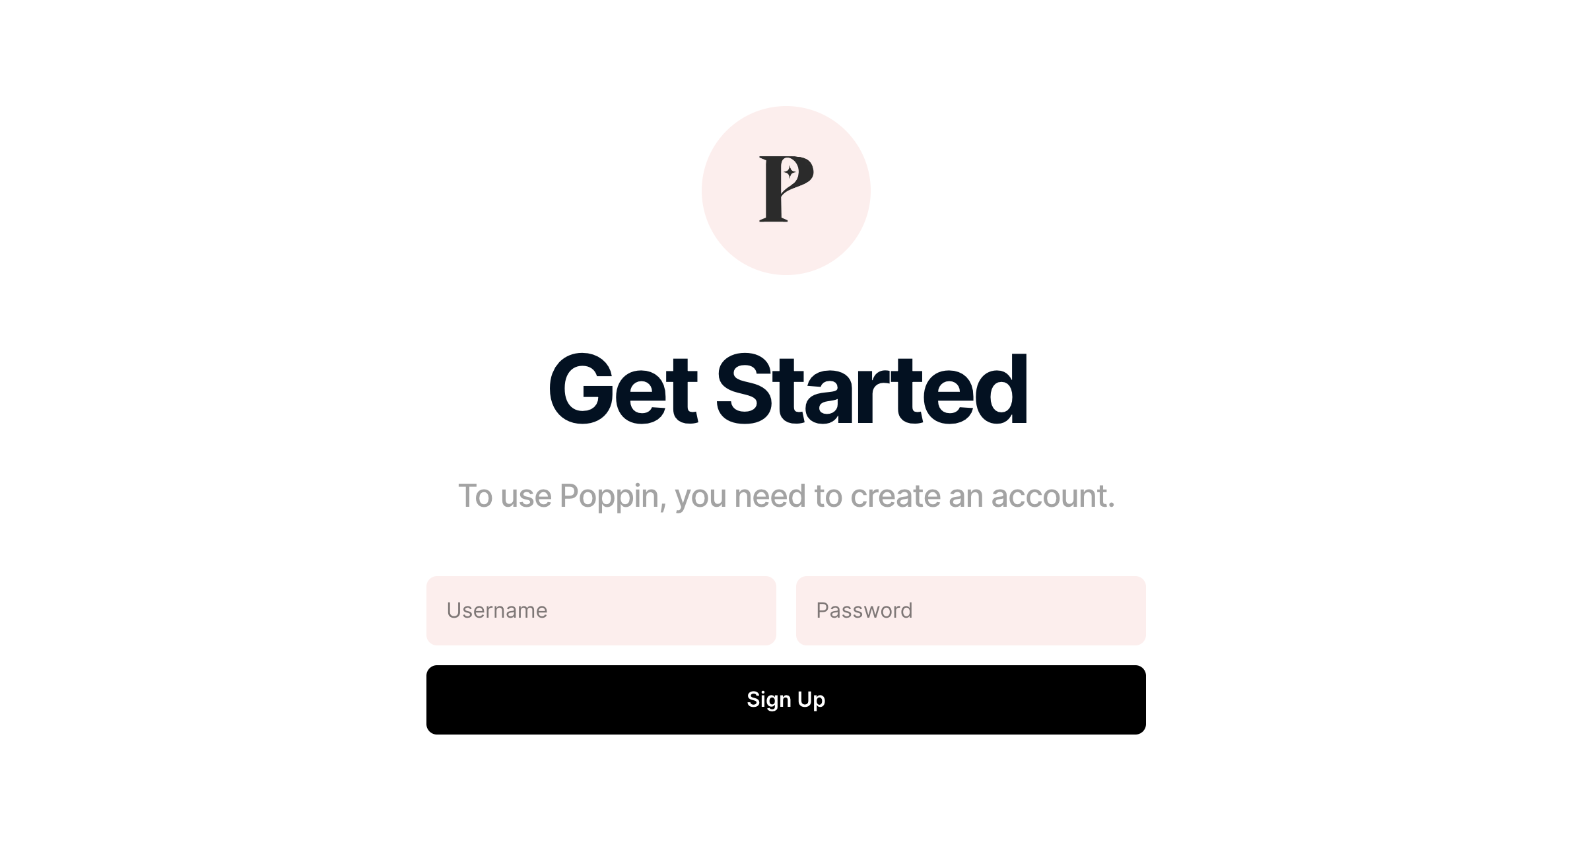 P
Get Started
To use Poppin, you need to create an account.
Username
Password
Sign Up